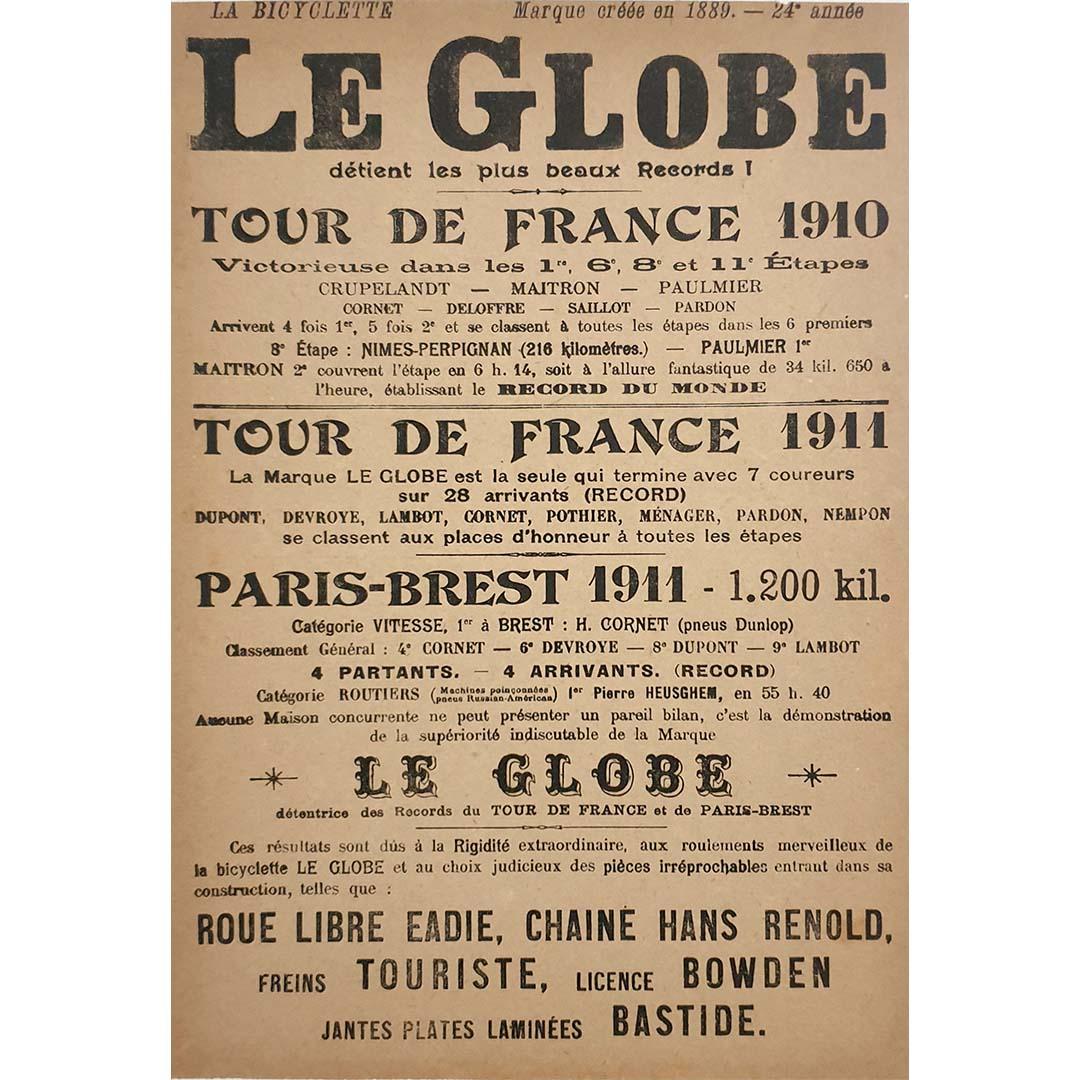 LA BICYCLETTE Marque créée en 1889. — 24e année
LE GLOBE
détient les plus beaux Records !
TOUR DE FRANCE 1910
Victorieuse dans les 1re, 6e, 8e et 11e Étapes
CRUPELANDT — MAITRON — PAULMIER
CORNET — DELOFFRE — SAILLOT — PARDON
Arrivent 4 fois 1er, 5 fois 2e et se classent à toutes les étapes dans les 6 premiers
8e Étape : NIMES-PERPIGNAN (216 kilomètres.) — PAULMIER 1er
MAITRON 2e couvrent l'étape en 6 h. 14, soit à l'allure fantastique de 34 kil. 650 à
l'heure, établissant le RECORD DU MONDE
TOUR DE FRANCE 1911
La Marque LE GLOBE est la seule qui termine avec 7 coureurs
sur 28 arrivants (RECORD)
DUPONT, DEVROYE, LAMBOT, CORNET, POTHIER, MÉNAGER, PARDON, NEMPON
se classent aux places d'honneur à toutes les étapes
PARIS-BREST 1911 - 1.200 kil.
Catégorie VITESSE, 1er à BREST : H. CORNET (pneus Dunlop)
Classement Général : 4e CORNET — 6e DEVROYE — 8e DUPONT — 9e LAMBOT
4 PARTANTS. — 4 ARRIVANTS. (RECORD)
Catégorie ROUTIERS (Machines poinçonnées pneus Russian-Américan) 1er Pierre HEUSGHEM, en 55 h. 40
Aucune Maison concurrente ne peut présenter un pareil bilan, c'est la démonstration
de la supériorité indiscutable de la Marque
LE GLOBE
détentrice des Records du TOUR DE FRANCE et de PARIS-BREST
Ces résultats sont dûs à la Rigidité extraordinaire, aux roulements merveilleux de
la bicyclette LE GLOBE et au choix judicieux des pièces irréprochables entrant dans sa
construction, telles que :
ROUE LIBRE EADIE, CHAINE HANS RENOLD,
FREINS TOURISTE, LICENCE BOWDEN
JANTES PLATES LAMINÉES BASTIDE.